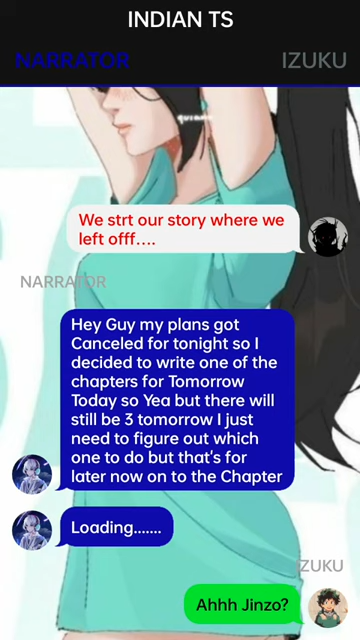 INDIAN TS
NARRATOR
IZUKU
We strt our story where we
left offf....
NARRATOR
Hey Guy my plans got
Canceled for tonight so I
decided to write one of the
chapters for Tomorrow
Today so Yea but there will
still be 3 tomorrow I just
need to figure out which
one to do but that's for
later now on to the Chapter
Loading.......
IZUKU
Ahhh Jinzo?